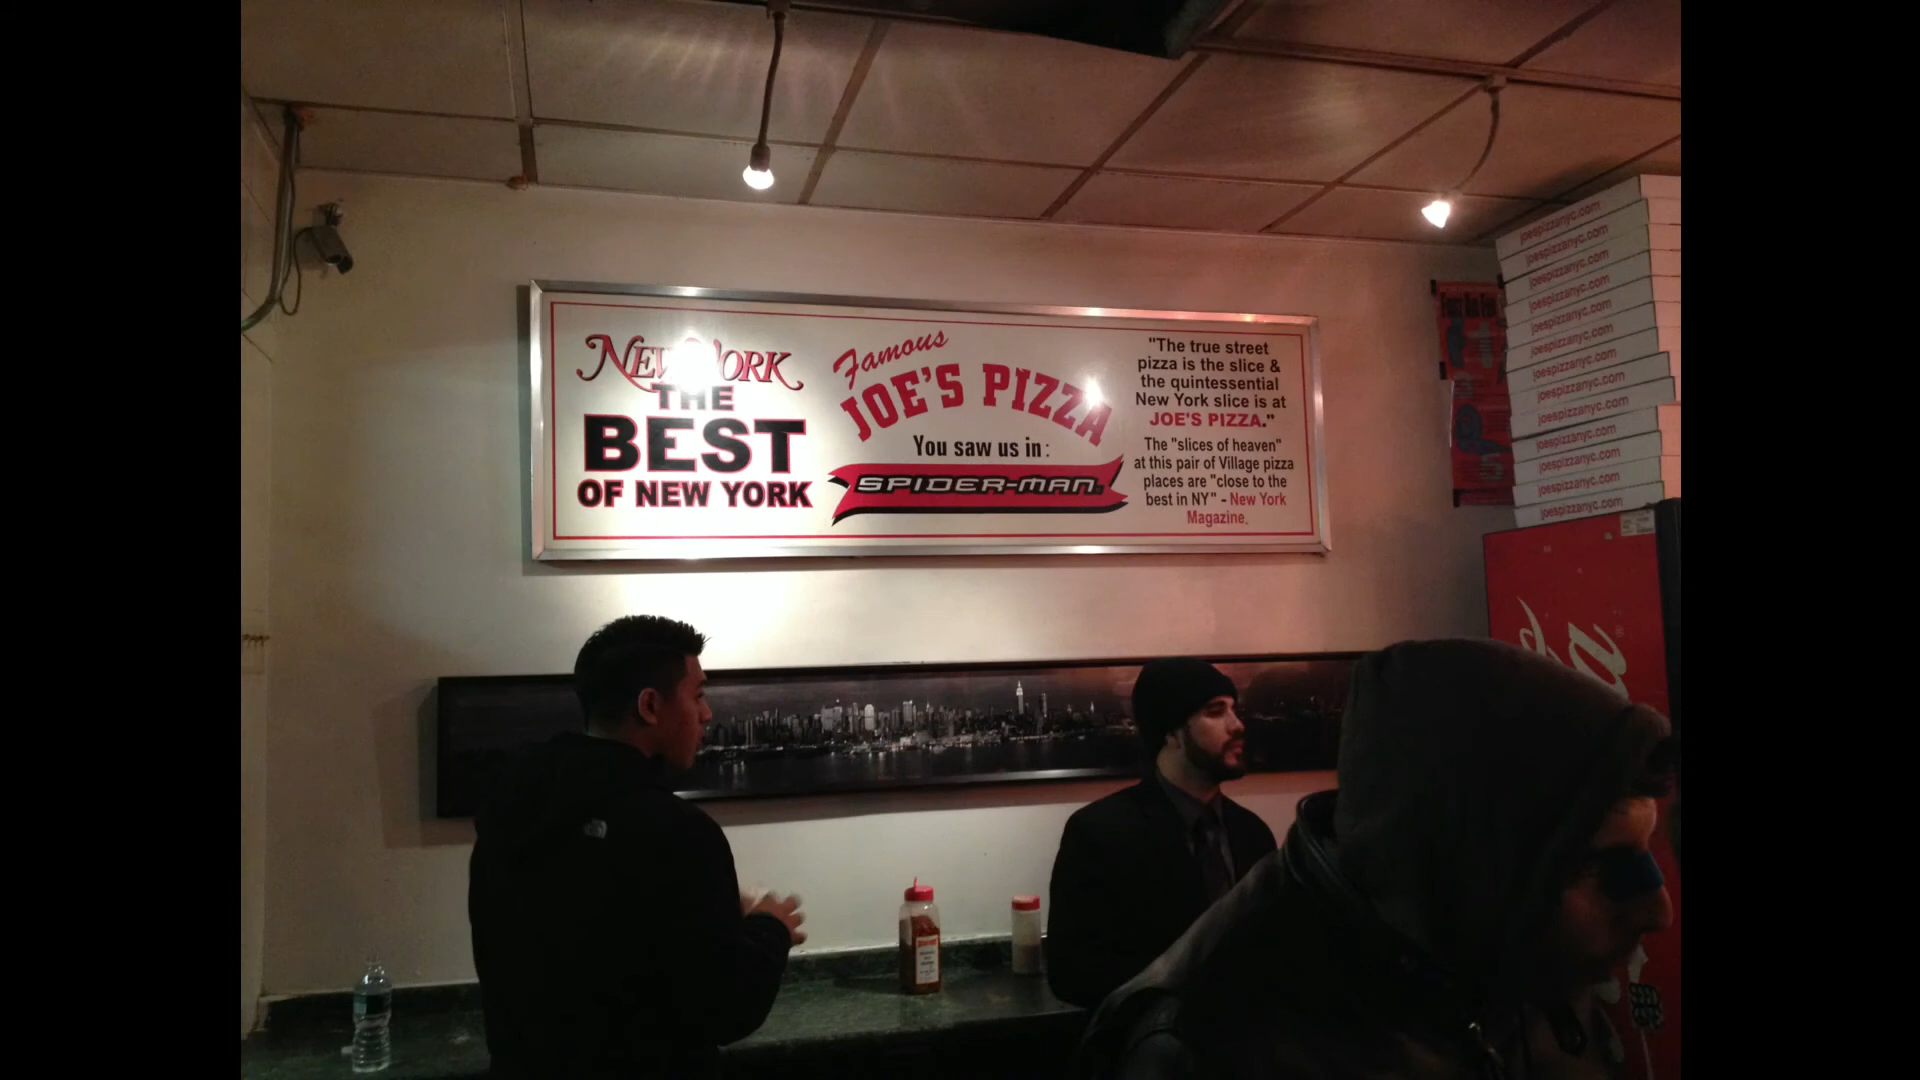 NEW YORK
THE
BEST
OF NEW YORK
Famous
JOE'S PIZZA
You saw us in:
SPIDER-MAN
"The true street
pizza is the slice &
the quintessential
New York slice is at
JOE'S PIZZA."
The "slices of heaven"
at this pair of Village pizza
places are "close to the
best in NY" - New York
Magazine.
joespizzanyc.com
joespizzanyc.com
joespizzanyc.com
joespizzanyc.com
joespizzanyc.com
joespizzanyc.com
joespizzanyc.com
joespizzanyc.com
joespizzanyc.com
joespizzanyc.com
joespizzanyc.com
joespizzanyc.com
joespizzanyc.com